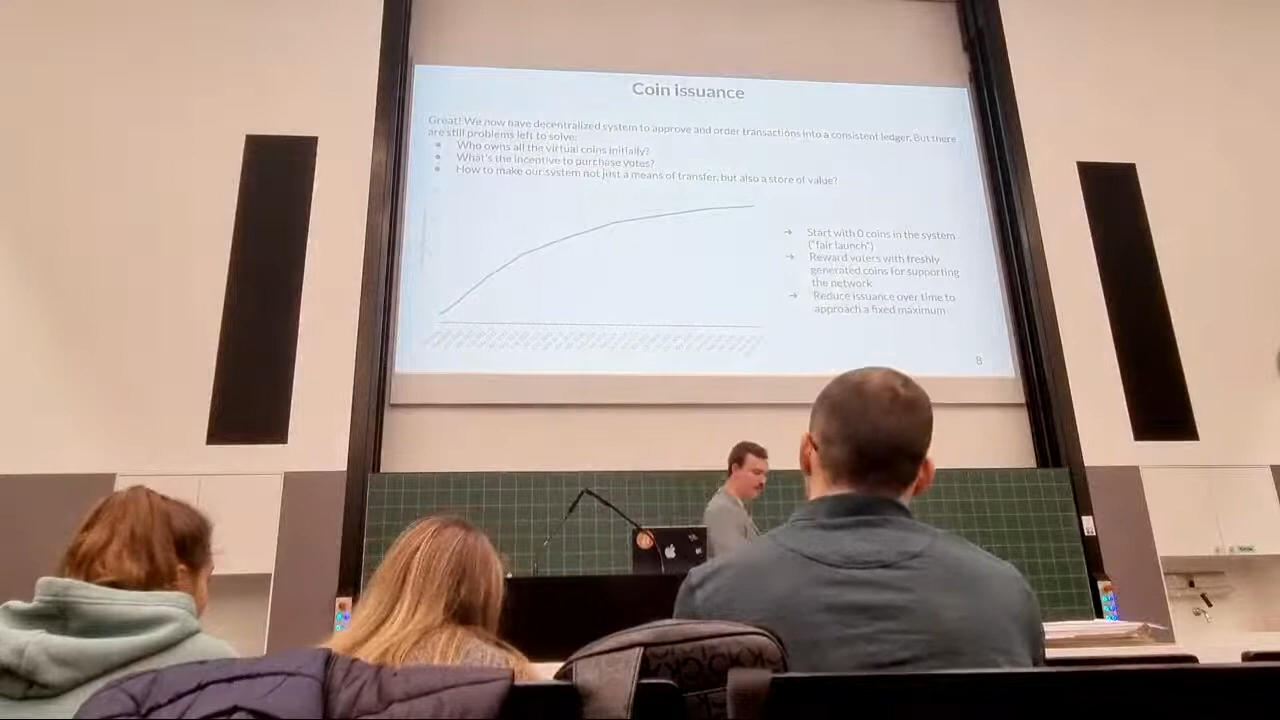 Coin issuance
Great! We now have decentralized system to approve and order transactions into a consistent ledger. But there
are still problems left to solve:
● Who owns all the virtual coins initially?
● What's the incentive to purchase votes?
● How to make our system not just a means of transfer, but also a store of value?
➔ Start with 0 coins in the system
("fair launch")
➔ Reward voters with freshly
generated coins for supporting
the network
➔ Reduce issuance over time to
approach a fixed maximum
8